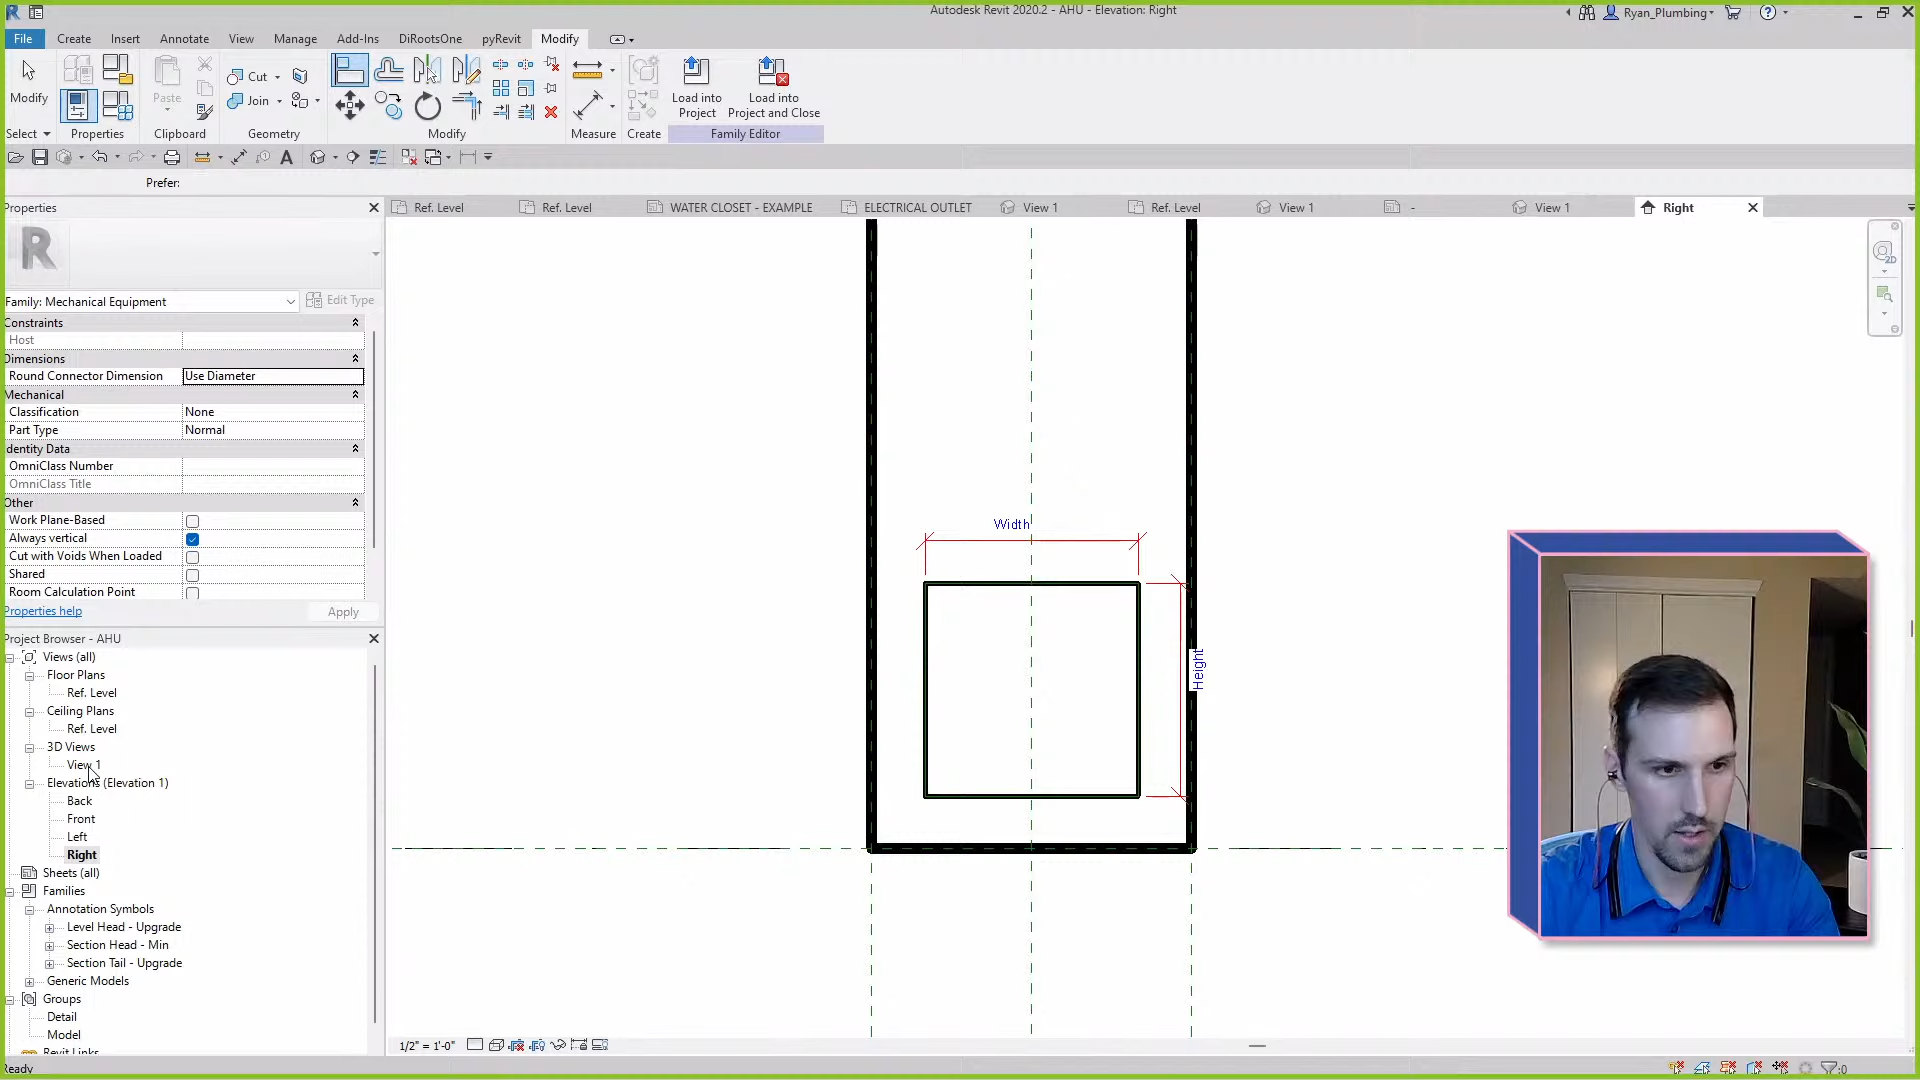 Autodesk Revit 2020.2 - AHU - Elevation: Right
Ryan_Plumbing
File
Create
Insert
Annotate
View
Manage
Add-Ins
DiRootsOne
pyRevit
Modify
Modify
Paste
Cut
Join
Load into
Project
Load into
Project and Close
Select
Properties
Clipboard
Geometry
Modify
Measure
Create
Family Editor
Prefer:
Properties
Ref. Level
Ref. Level
WATER CLOSET - EXAMPLE
ELECTRICAL OUTLET
View 1
Ref. Level
View 1
-
View 1
Right
R
Family: Mechanical Equipment
Edit Type
Constraints
Host
Dimensions
Round Connector Dimension
Use Diameter
Mechanical
Classification
None
Part Type
Normal
Identity Data
OmniClass Number
OmniClass Title
Other
Work Plane-Based
Always vertical
Cut with Voids When Loaded
Shared
Room Calculation Point
Properties help
Apply
Project Browser - AHU
Views (all)
Floor Plans
Ref. Level
Ceiling Plans
Ref. Level
3D Views
View 1
Elevations (Elevation 1)
Back
Front
Left
Right
Sheets (all)
Families
Annotation Symbols
Level Head - Upgrade
Section Head - Min
Section Tail - Upgrade
Generic Models
Groups
Detail
Model
Revit Links
Width
Height
2D
1/2" = 1'-0"
Ready
:0